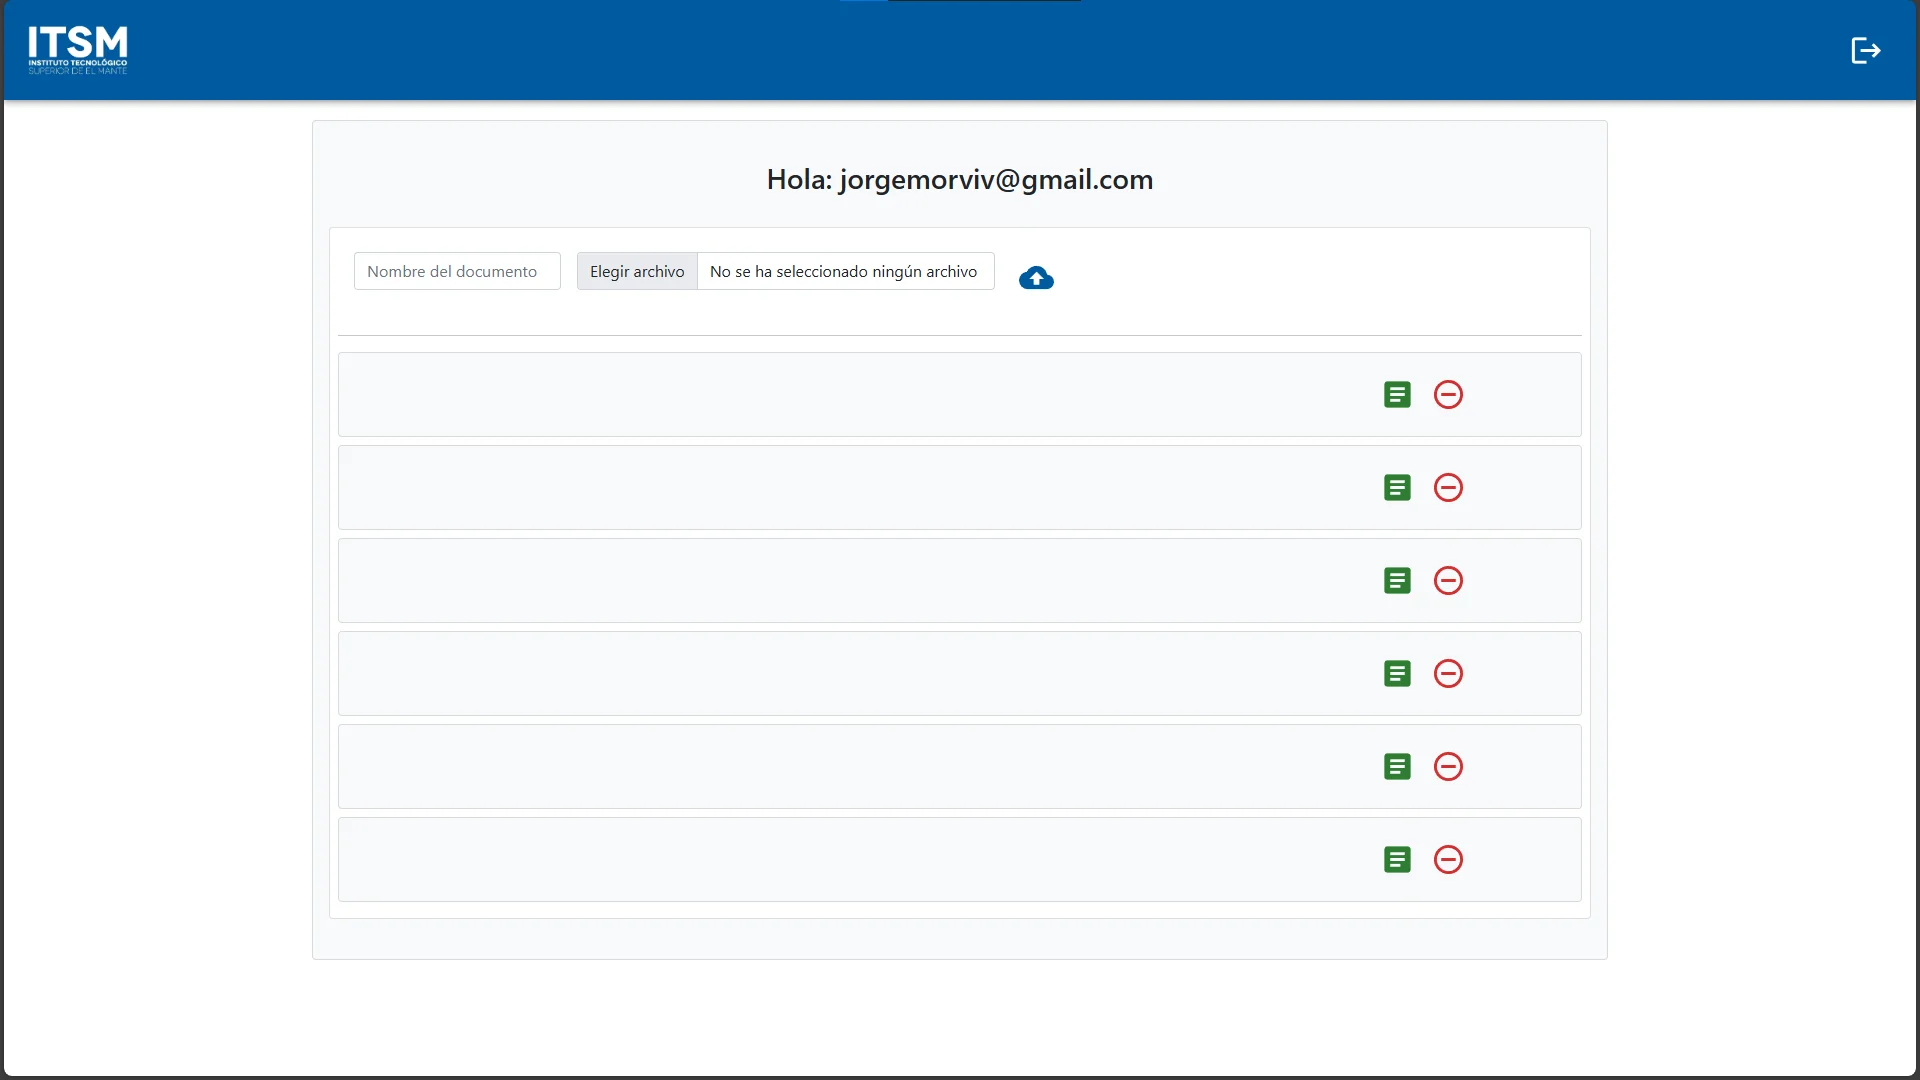 ITSM
INSTITUTO TECNOLÓGICO
SUPERIOR DE EL MANTE
Hola: jorgemorviv@gmail.com
Nombre del documento
Elegir archivo No se ha seleccionado ningún archivo